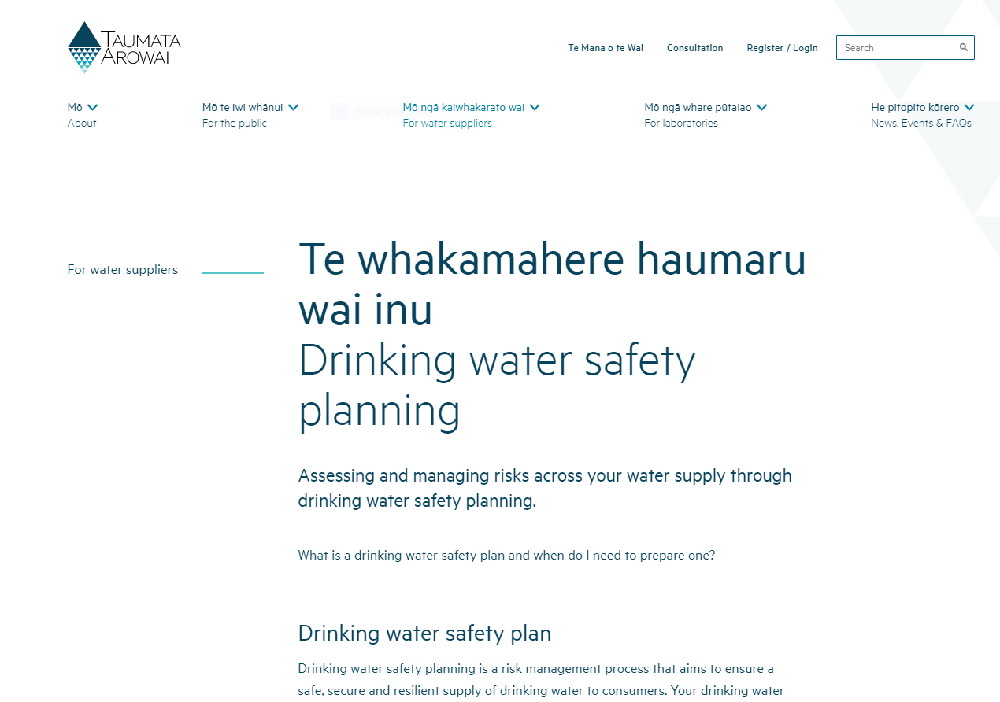 TAUMATA
AROWAI
Te Mana o te Wai
Consultation
Register / Login
Search
Mō
About
Mō te iwi whānui
For the public
Mō ngā kaiwhakarato wai
For water suppliers
Mō ngā whare pūtaiao
For laboratories
He pitopito kōrero
News, Events & FAQs
For water suppliers
Te whakamahere haumaru
wai inu
Drinking water safety
planning
Assessing and managing risks across your water supply through
drinking water safety planning.
What is a drinking water safety plan and when do I need to prepare one?
Drinking water safety plan
Drinking water safety planning is a risk management process that aims to ensure a
safe, secure and resilient supply of drinking water to consumers. Your drinking water